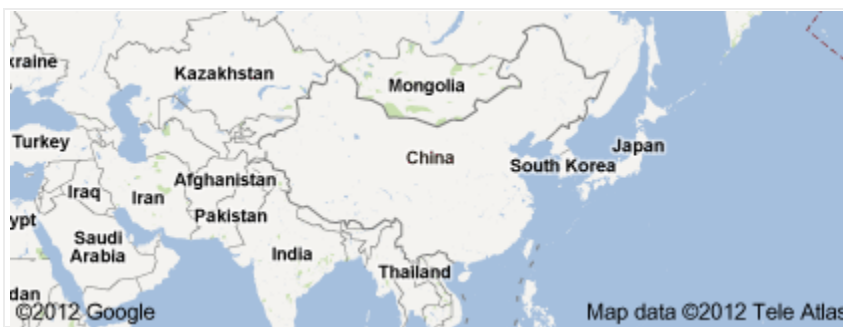 kraine
Kazakhstan
Mongolia
Turkey
China
Japan
South Korea
Afghanistan
Iraq
Iran
Pakistan
ypt
Saudi
Arabia
India
Thailand
dan
©2012 Google
Map data ©2012 Tele Atlas